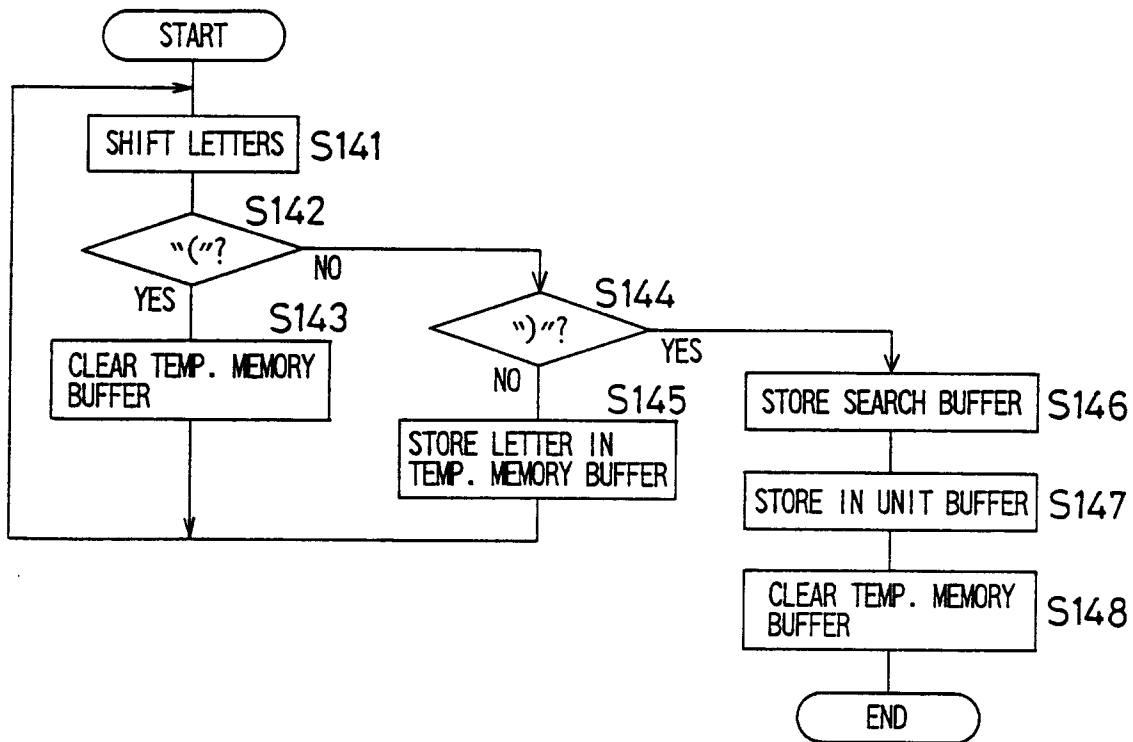 START
SHIFT LETTERS
S141
S142
"("?
NO
YES
S143
CLEAR TEMP. MEMORY
BUFFER
S144
")"?
YES
NO
S145
STORE LETTER IN
TEMP. MEMORY BUFFER
STORE SEARCH BUFFER
S146
STORE IN UNIT BUFFER
S147
CLEAR TEMP. MEMORY
BUFFER
S148
END